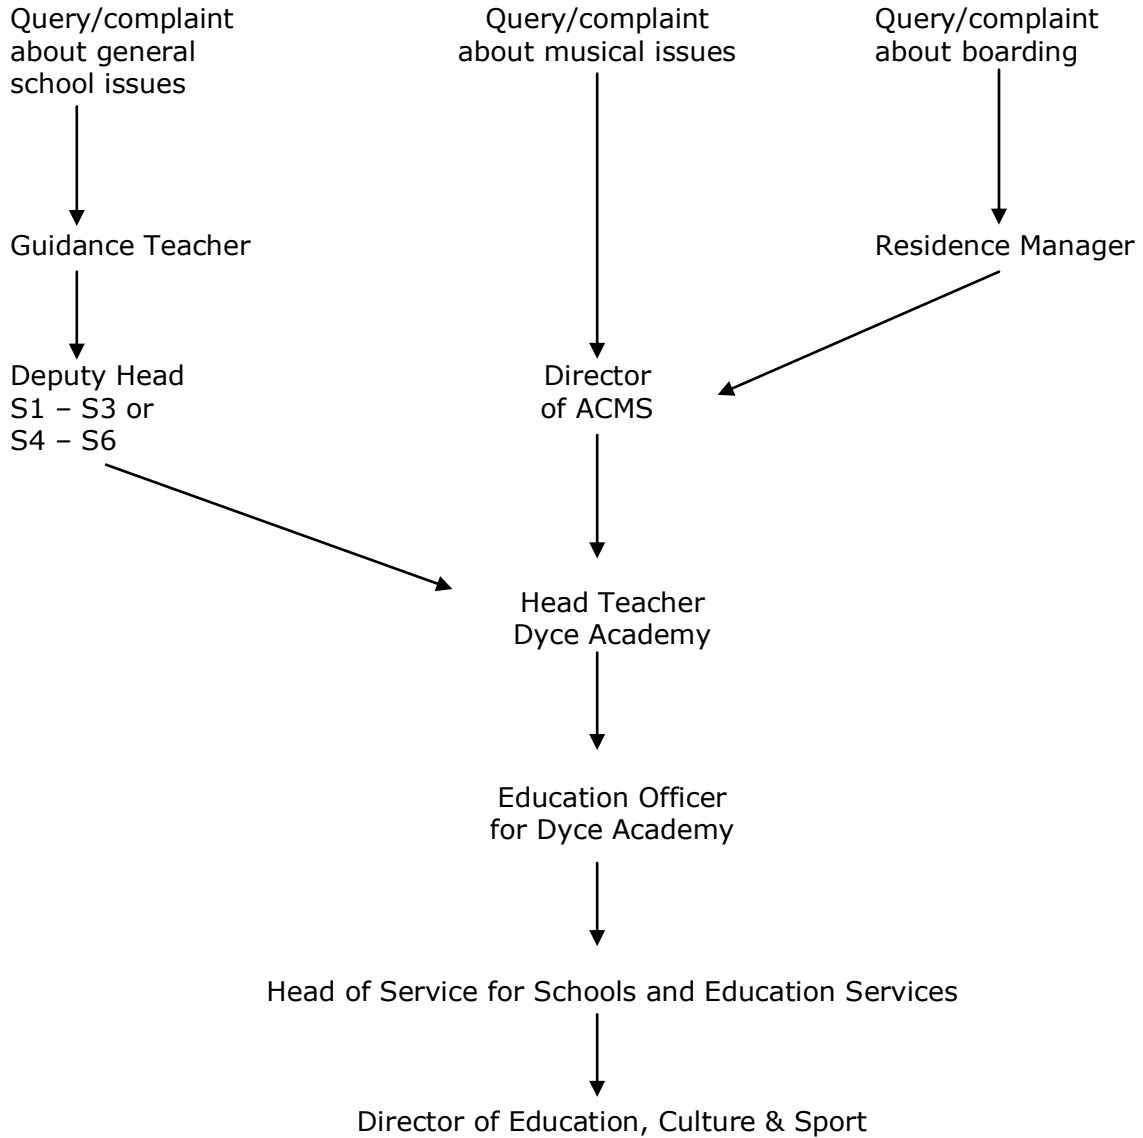 Query/complaint
about general
school issues
Query/complaint
about musical issues
Query/complaint
about boarding
Guidance Teacher
Residence Manager
Deputy Head
S1 – S3 or
S4 – S6
Director
of ACMS
Head Teacher
Dyce Academy
Education Officer
for Dyce Academy
Head of Service for Schools and Education Services
Director of Education, Culture & Sport